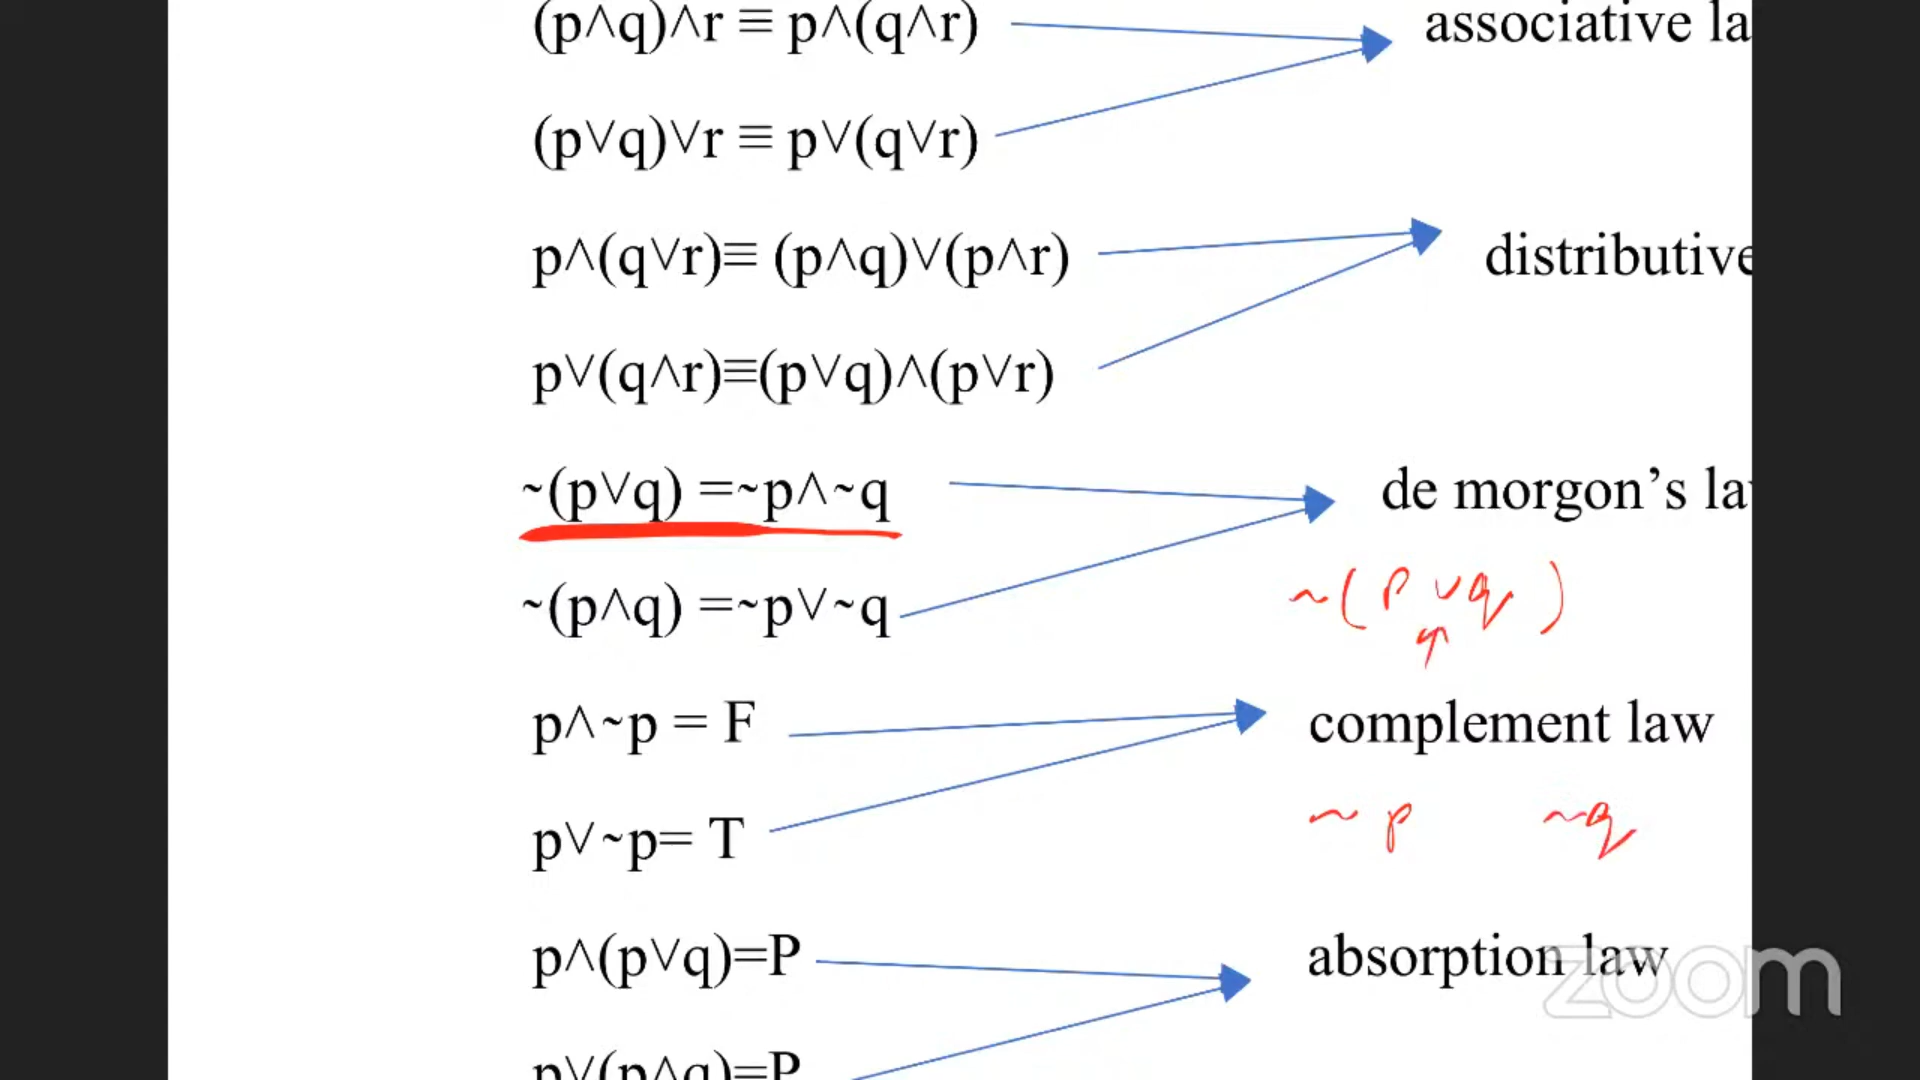 (p˄q)˄r ≡ p˄(q˄r) associative la
(p˅q)˅r ≡ p˅(q˅r)
p˄(q˅r)≡ (p˄q)˅(p˄r) distributive
p˅(q˄r)≡(p˅q)˄(p˅r)
~(p˅q) =~p˄~q de morgon’s la
~(p˄q) =~p˅~q ~(p ˅q)
p˄~p = F complement law
p˅~p= T ~p ~q
p˄(p˅q)=P absorption law
p˅(p˄q)=P
zoom